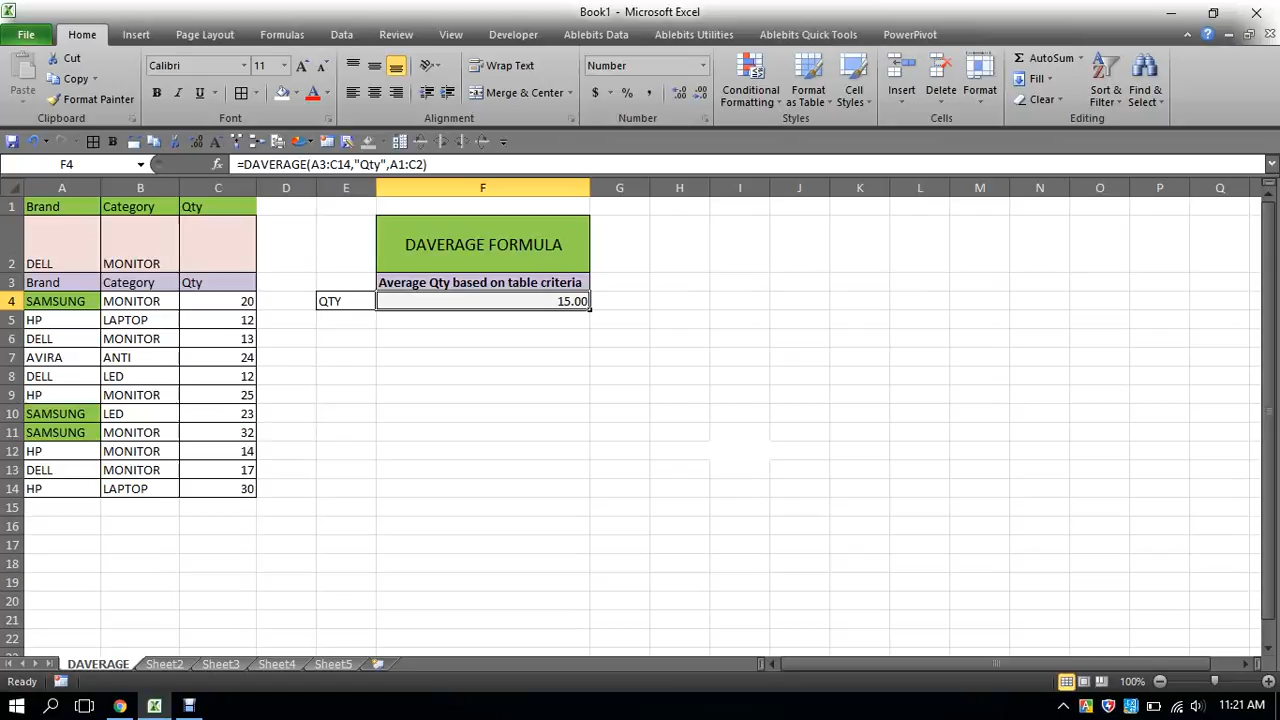 Book1 - Microsoft Excel
File Home Insert Page Layout Formulas Data Review View Developer Ablebits Data Ablebits Utilities Ablebits Quick Tools PowerPivot
Paste
Cut
Copy
Format Painter
Clipboard
Calibri 11
B I U
Font
Wrap Text
Merge & Center
Alignment
Number
$ % ,
Number
Conditional Formatting
Format as Table
Cell Styles
Styles
Insert
Delete
Format
Cells
Σ AutoSum
Fill
Clear
Sort & Filter
Find & Select
Editing
F4 fx =DAVERAGE(A3:C14,"Qty",A1:C2)
A B C D E F G H I J K L M N O P Q
1 Brand Category Qty
DAVERAGE FORMULA
2 DELL MONITOR
3 Brand Category Qty Average Qty based on table criteria
4 SAMSUNG MONITOR 20 QTY 15.00
5 HP LAPTOP 12
6 DELL MONITOR 13
7 AVIRA ANTI 24
8 DELL LED 12
9 HP MONITOR 25
10 SAMSUNG LED 23
11 SAMSUNG MONITOR 32
12 HP MONITOR 14
13 DELL MONITOR 17
14 HP LAPTOP 30
15
16
17
18
19
20
21
22
DAVERAGE Sheet2 Sheet3 Sheet4 Sheet5
Ready 100%
11:21 AM